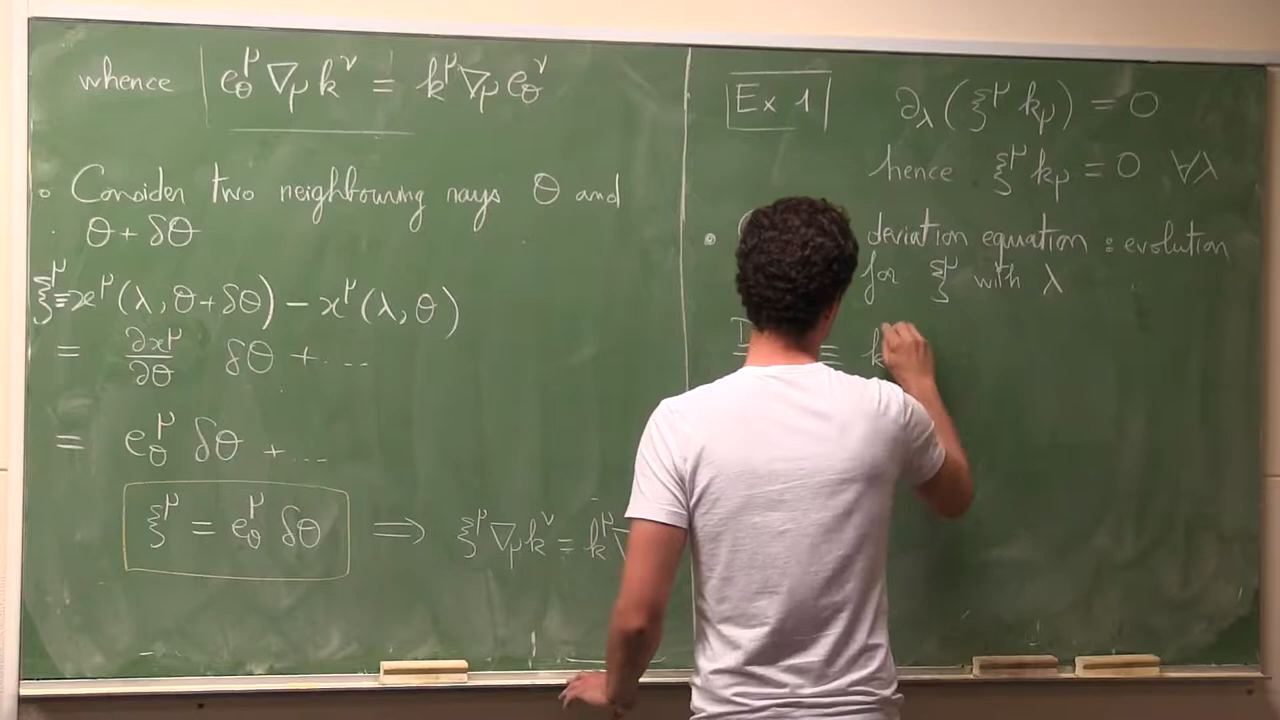 whence e_θ^μ ∇_μ k^ν = k^μ ∇_μ e_θ^ν
• Consider two neighbouring rays θ and
θ + δθ
ξ^μ ≡ x^μ(λ, θ+δθ) − x^μ(λ, θ)
= ∂x^μ/∂θ δθ + ...
= e_θ^μ δθ + ...
ξ^μ = e_θ^μ δθ ⟹ ξ^μ ∇_μ k^ν = k^μ ∇
Ex 1 ∂_λ (ξ^μ k_μ) = 0
hence ξ^μ k_μ = 0 ∀λ
• deviation equation : evolution
for ξ^μ with λ
D ≡ k